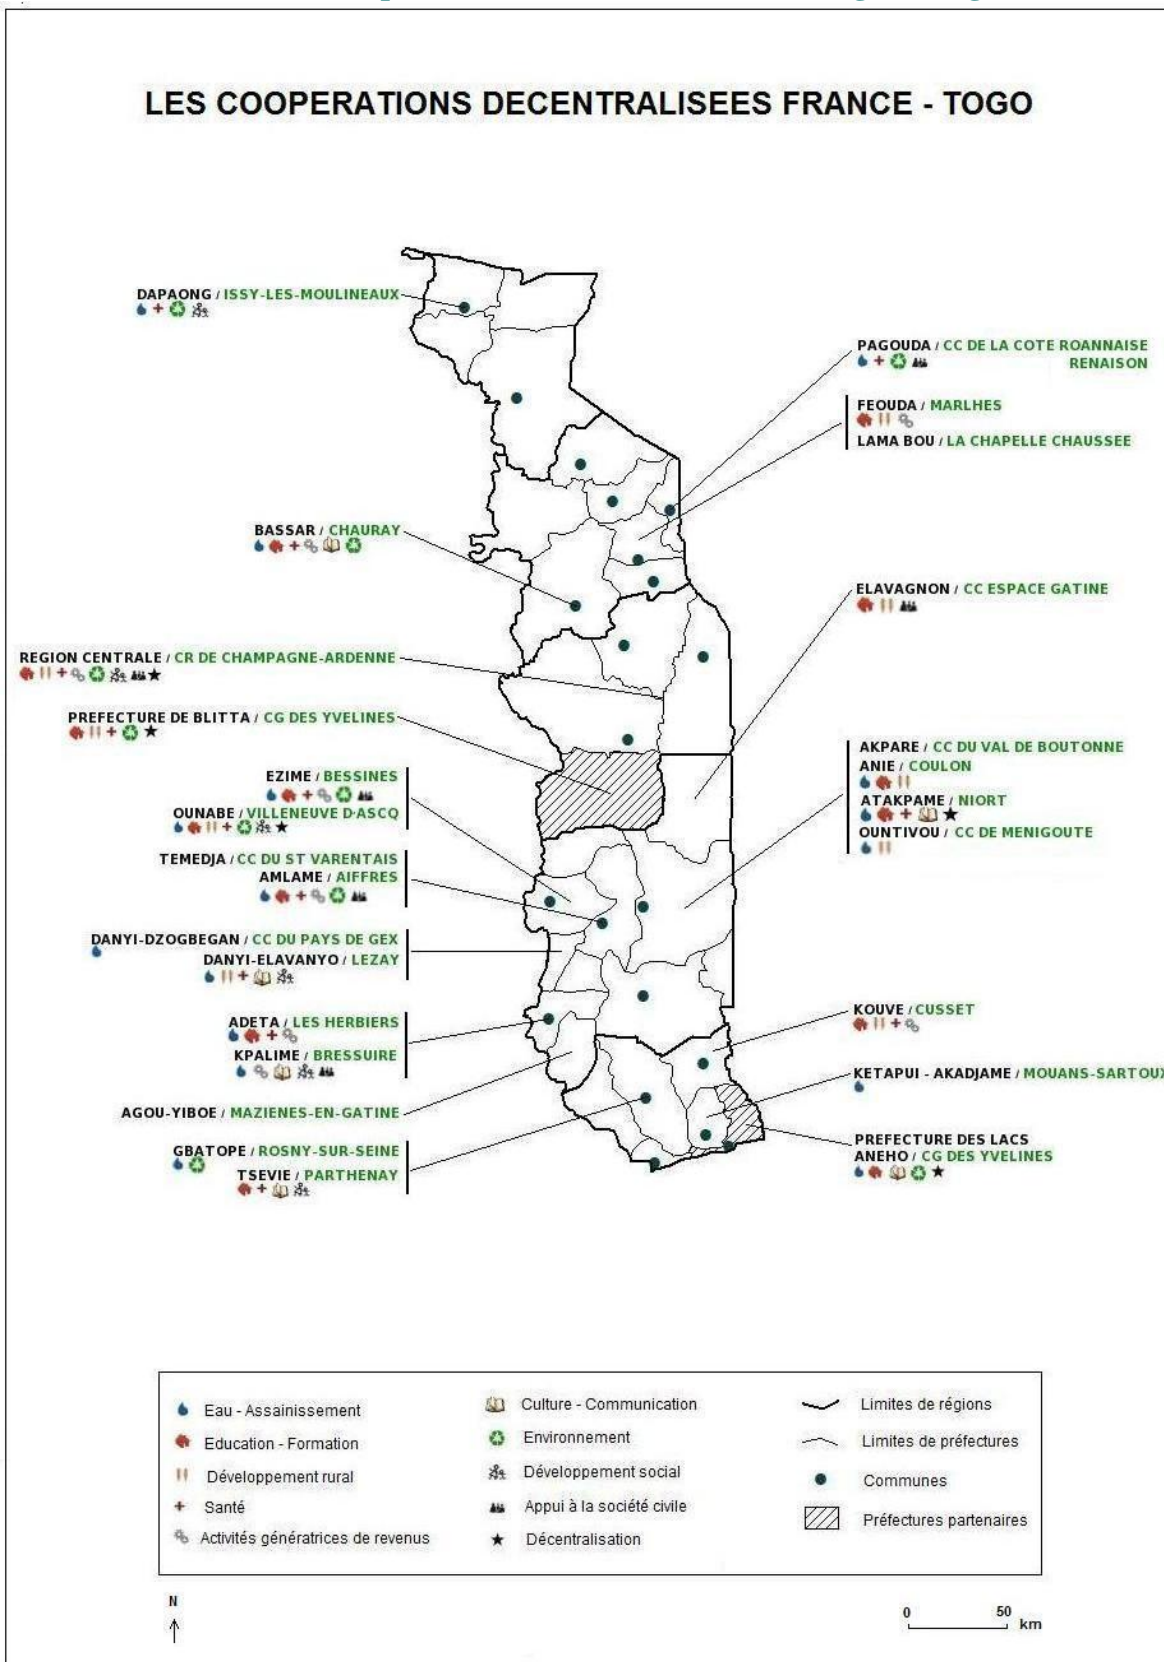 LES COOPERATIONS DECENTRALISEES FRANCE - TOGO
DAPAONG / ISSY-LES-MOULINEAUX
PAGOUDA / CC DE LA COTE ROANNAISE
RENAISON
FEOUDA / MARLHES
LAMA BOU / LA CHAPELLE CHAUSSEE
BASSAR / CHAURAY
ELAVAGNON / CC ESPACE GATINE
REGION CENTRALE / CR DE CHAMPAGNE-ARDENNE
PREFECTURE DE BLITTA / CG DES YVELINES
EZIME / BESSINES
OUNABE / VILLENEUVE D'ASCQ
TEMEDJA / CC DU ST VARENTAIS
AMLAME / AIFFRES
AKPARE / CC DU VAL DE BOUTONNE
ANIE / COULON
ATAKPAME / NIORT
OUNTIVOU / CC DE MENIGOUTE
DANYI-DZOGBEGAN / CC DU PAYS DE GEX
DANYI-ELAVANYO / LEZAY
ADETA / LES HERBIERS
KPALIME / BRESSUIRE
AGOU-YIBOE / MAZIENES-EN-GATINE
GBATOPE / ROSNY-SUR-SEINE
TSEVIE / PARTHENAY
KOUVE / CUSSET
KETAPUI - AKADJAME / MOUANS-SARTOUX
PREFECTURE DES LACS
ANEHO / CG DES YVELINES
Eau - Assainissement
Education - Formation
Développement rural
Santé
Activités génératrices de revenus
Culture - Communication
Environnement
Développement social
Appui à la société civile
Décentralisation
Limites de régions
Limites de préfectures
Communes
Préfectures partenaires
N
0 50
km